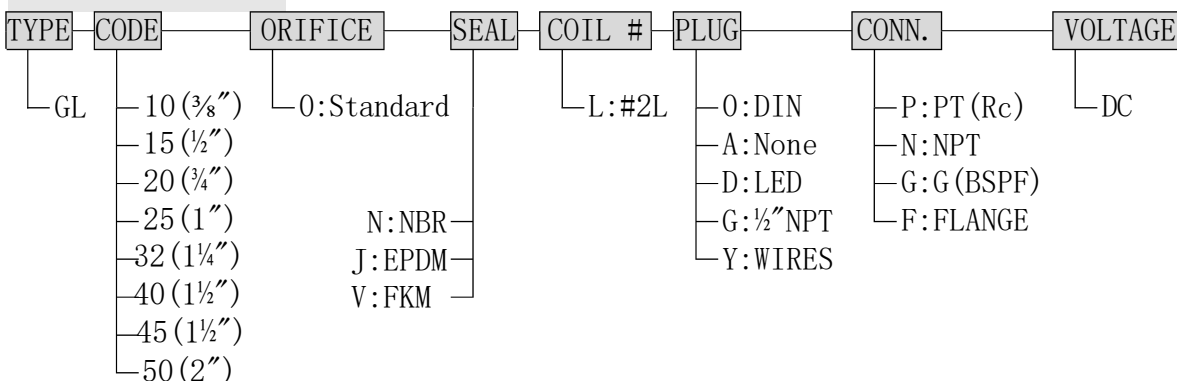 TYPE CODE ORIFICE SEAL COIL # PLUG CONN. VOLTAGE
GL 10(⅜″) 0:Standard L:#2L 0:DIN P:PT(Rc) DC
15(½″) A:None N:NPT
20(¾″) D:LED G:G(BSPF)
25(1″) N:NBR G:½″NPT F:FLANGE
32(1¼″) J:EPDM Y:WIRES
40(1½″) V:FKM
45(1½″)
50(2″)